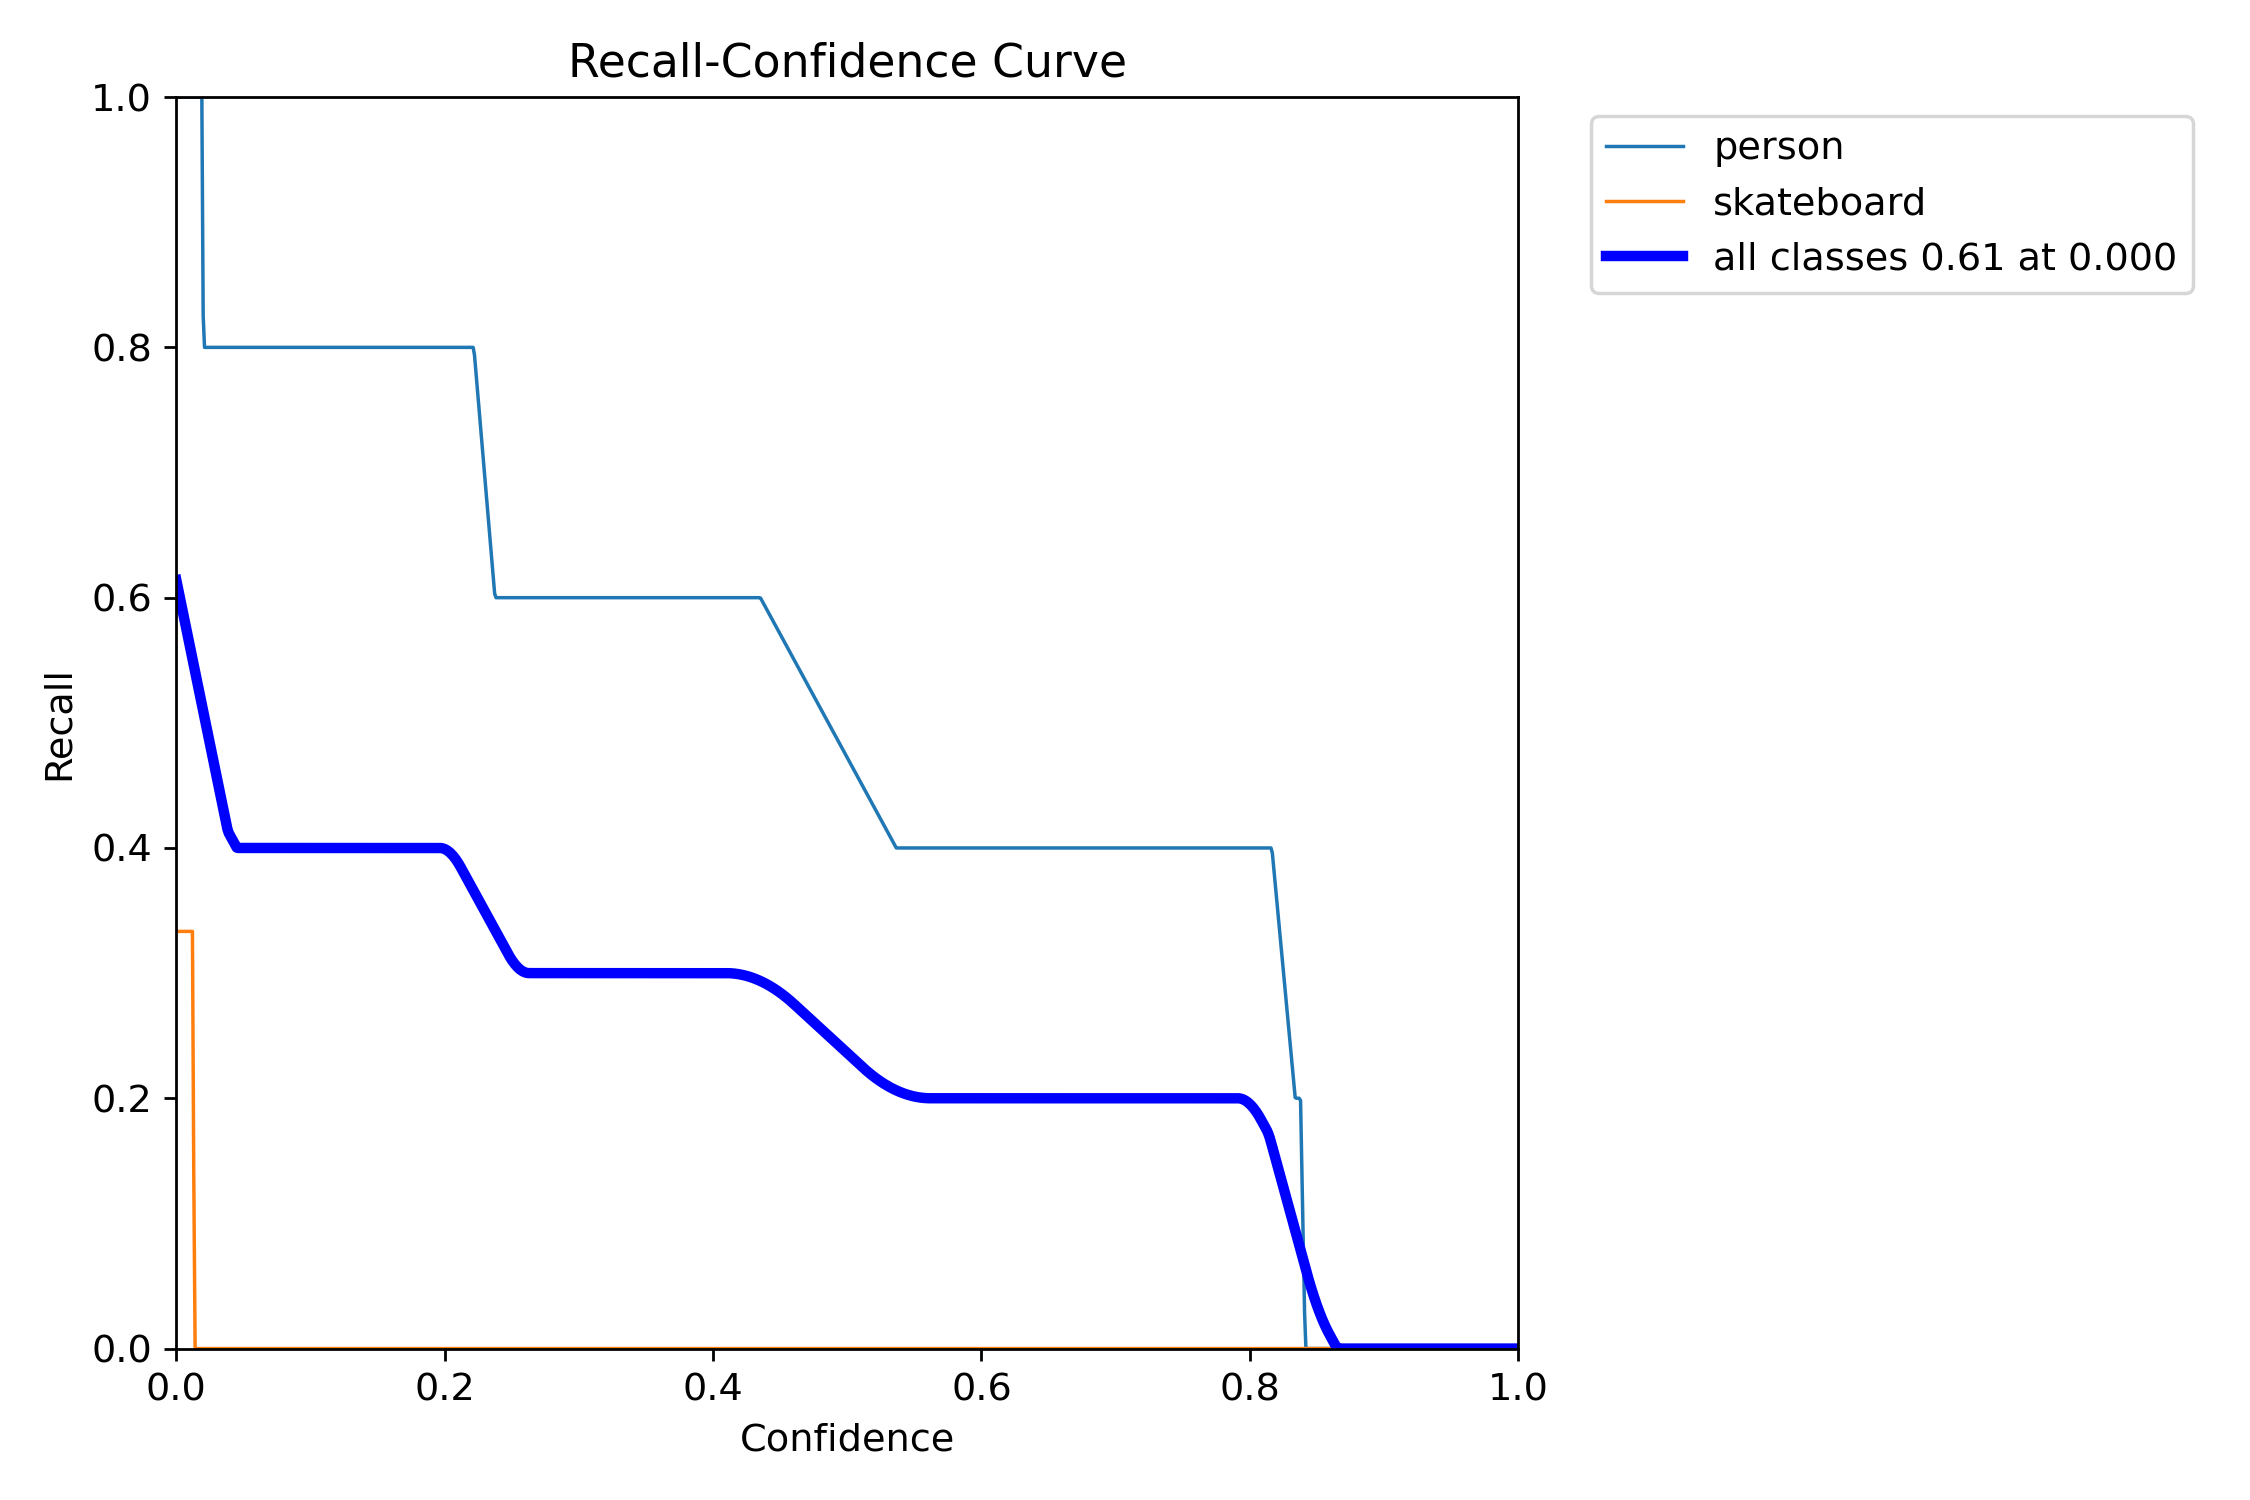 Recall-Confidence Curve
1.0
0.8
0.6
0.4
0.2
0.0
Recall
0.0 0.2 0.4 0.6 0.8 1.0
Confidence
person
skateboard
all classes 0.61 at 0.000